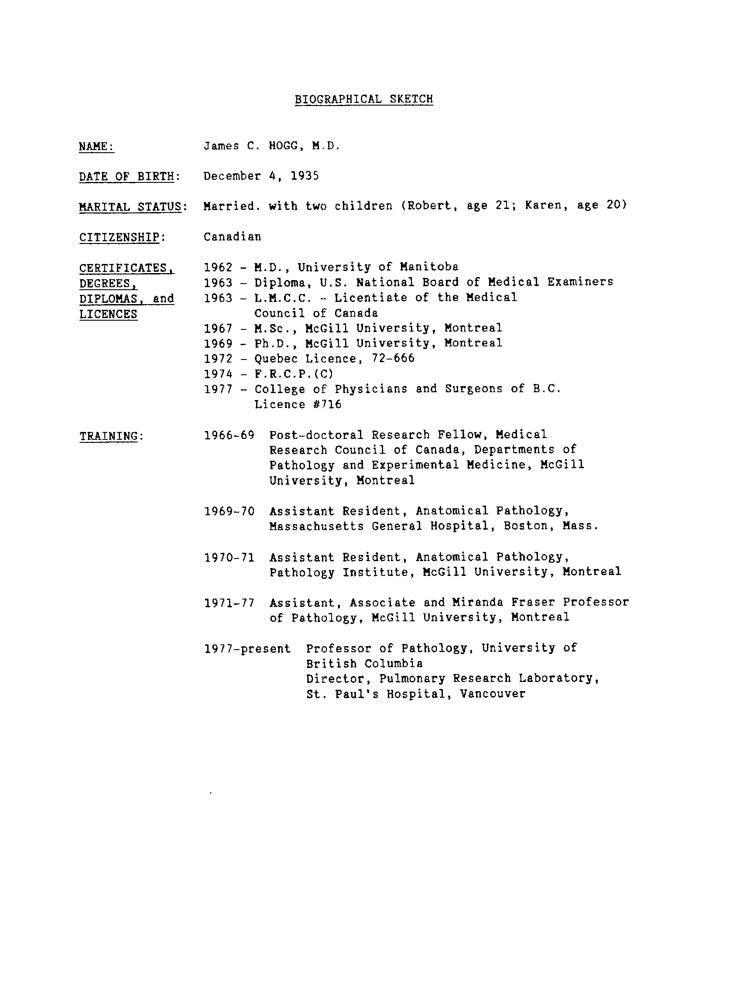 BIOGRAPHICAL SKETCH
NAME: James C. HOGG, M.D.
DATE OF BIRTH: December 4, 1935
MARITAL STATUS: Married. with two children (Robert, age 21; Karen, age 20)
CITIZENSHIP: Canadian
CERTIFICATES, 1962 - M.D., University of Manitoba
DEGREES, 1963 - Diploma, U.S. National Board of Medical Examiners
DIPLOMAS, and 1963 - L.M.C.C. - Licentiate of the Medical
LICENCES Council of Canada
1967 - M.Sc., McGill University, Montreal
1969 - Ph.D., McGill University, Montreal
1972 - Quebec Licence, 72-666
1974 - F.R.C.P.(C)
1977 - College of Physicians and Surgeons of B.C.
Licence #716
TRAINING: 1966-69 Post-doctoral Research Fellow, Medical
Research Council of Canada, Departments of
Pathology and Experimental Medicine, McGill
University, Montreal
1969-70 Assistant Resident, Anatomical Pathology,
Massachusetts General Hospital, Boston, Mass.
1970-71 Assistant Resident, Anatomical Pathology,
Pathology Institute, McGill University, Montreal
1971-77 Assistant, Associate and Miranda Fraser Professor
of Pathology, McGill University, Montreal
1977-present Professor of Pathology, University of
British Columbia
Director, Pulmonary Research Laboratory,
St. Paul's Hospital, Vancouver